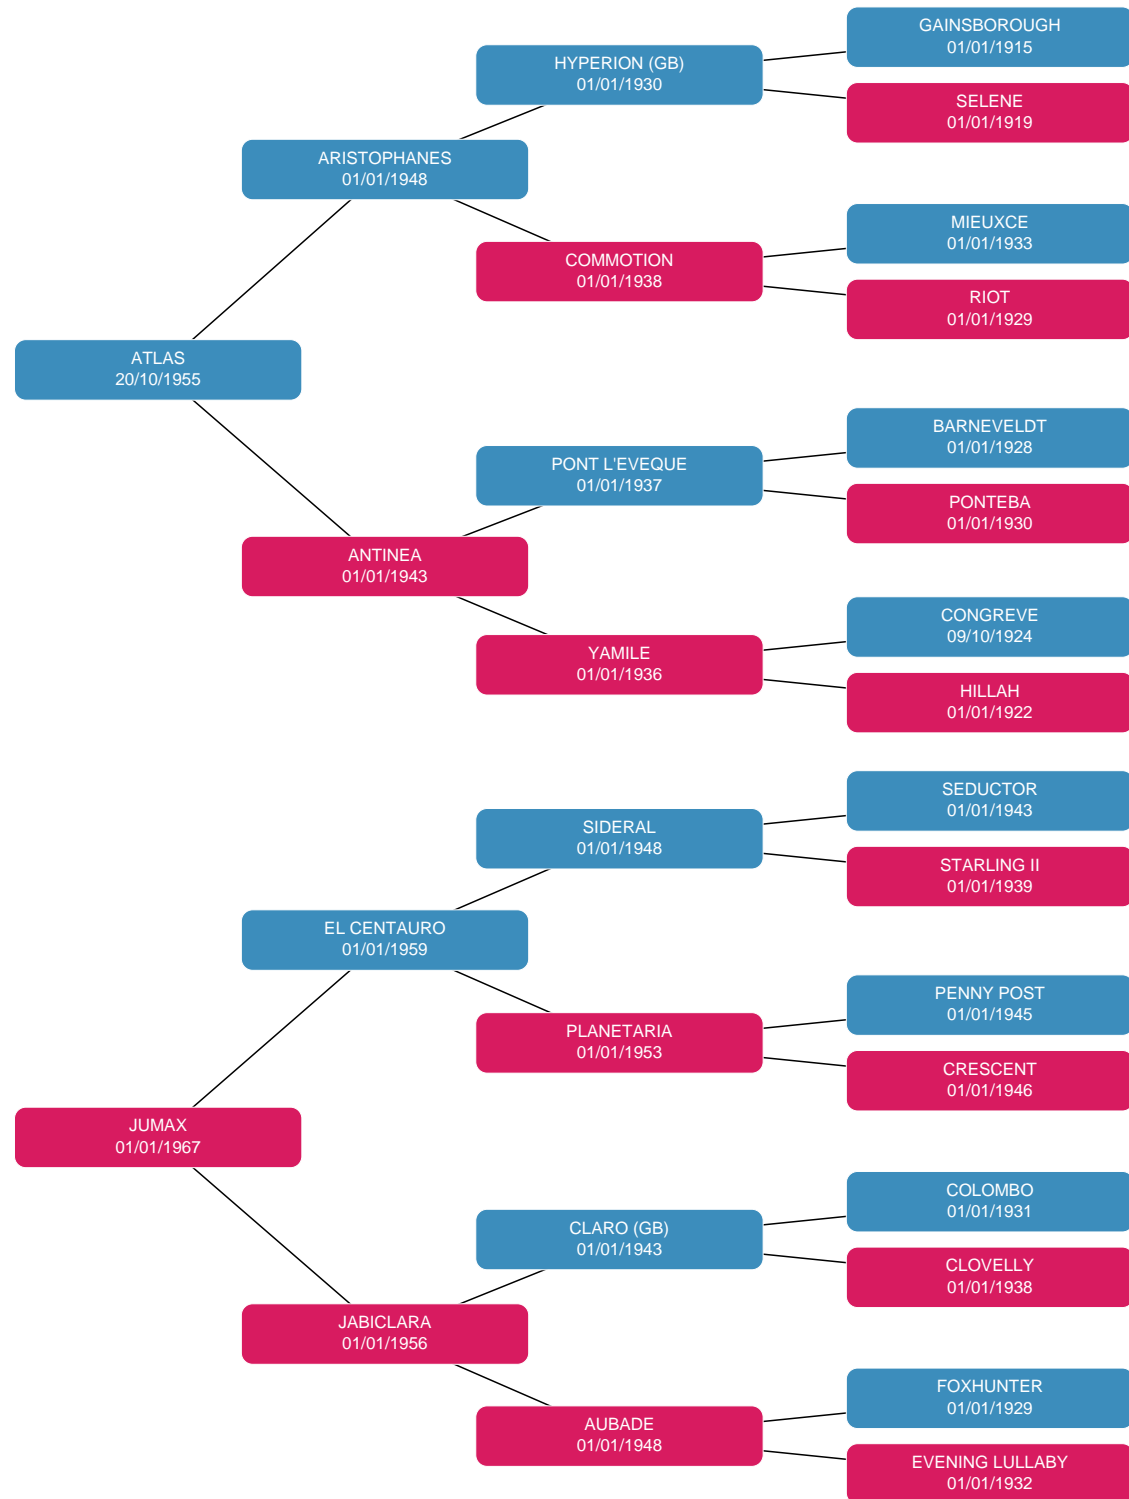 GAINSBOROUGH
01/01/1915
HYPERION (GB)
01/01/1930
SELENE
01/01/1919
ARISTOPHANES
01/01/1948
MIEUXCE
01/01/1933
COMMOTION
01/01/1938
RIOT
01/01/1929
ATLAS
20/10/1955
BARNEVELDT
01/01/1928
PONT L'EVEQUE
01/01/1937
PONTEBA
01/01/1930
ANTINEA
01/01/1943
CONGREVE
09/10/1924
YAMILE
01/01/1936
HILLAH
01/01/1922
SEDUCTOR
01/01/1943
SIDERAL
01/01/1948
STARLING II
01/01/1939
EL CENTAURO
01/01/1959
PENNY POST
01/01/1945
PLANETARIA
01/01/1953
CRESCENT
01/01/1946
JUMAX
01/01/1967
COLOMBO
01/01/1931
CLARO (GB)
01/01/1943
CLOVELLY
01/01/1938
JABICLARA
01/01/1956
FOXHUNTER
01/01/1929
AUBADE
01/01/1948
EVENING LULLABY
01/01/1932